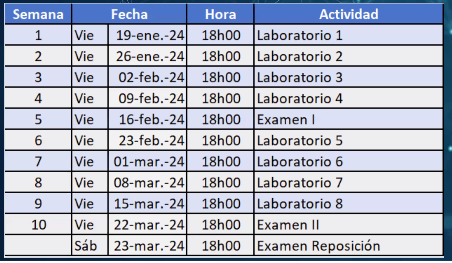 Semana Fecha Hora Actividad
1 Vie 19-ene.-24 18h00 Laboratorio 1
2 Vie 26-ene.-24 18h00 Laboratorio 2
3 Vie 02-feb.-24 18h00 Laboratorio 3
4 Vie 09-feb.-24 18h00 Laboratorio 4
5 Vie 16-feb.-24 18h00 Examen I
6 Vie 23-feb.-24 18h00 Laboratorio 5
7 Vie 01-mar.-24 18h00 Laboratorio 6
8 Vie 08-mar.-24 18h00 Laboratorio 7
9 Vie 15-mar.-24 18h00 Laboratorio 8
10 Vie 22-mar.-24 18h00 Examen II
Sáb 23-mar.-24 18h00 Examen Reposición